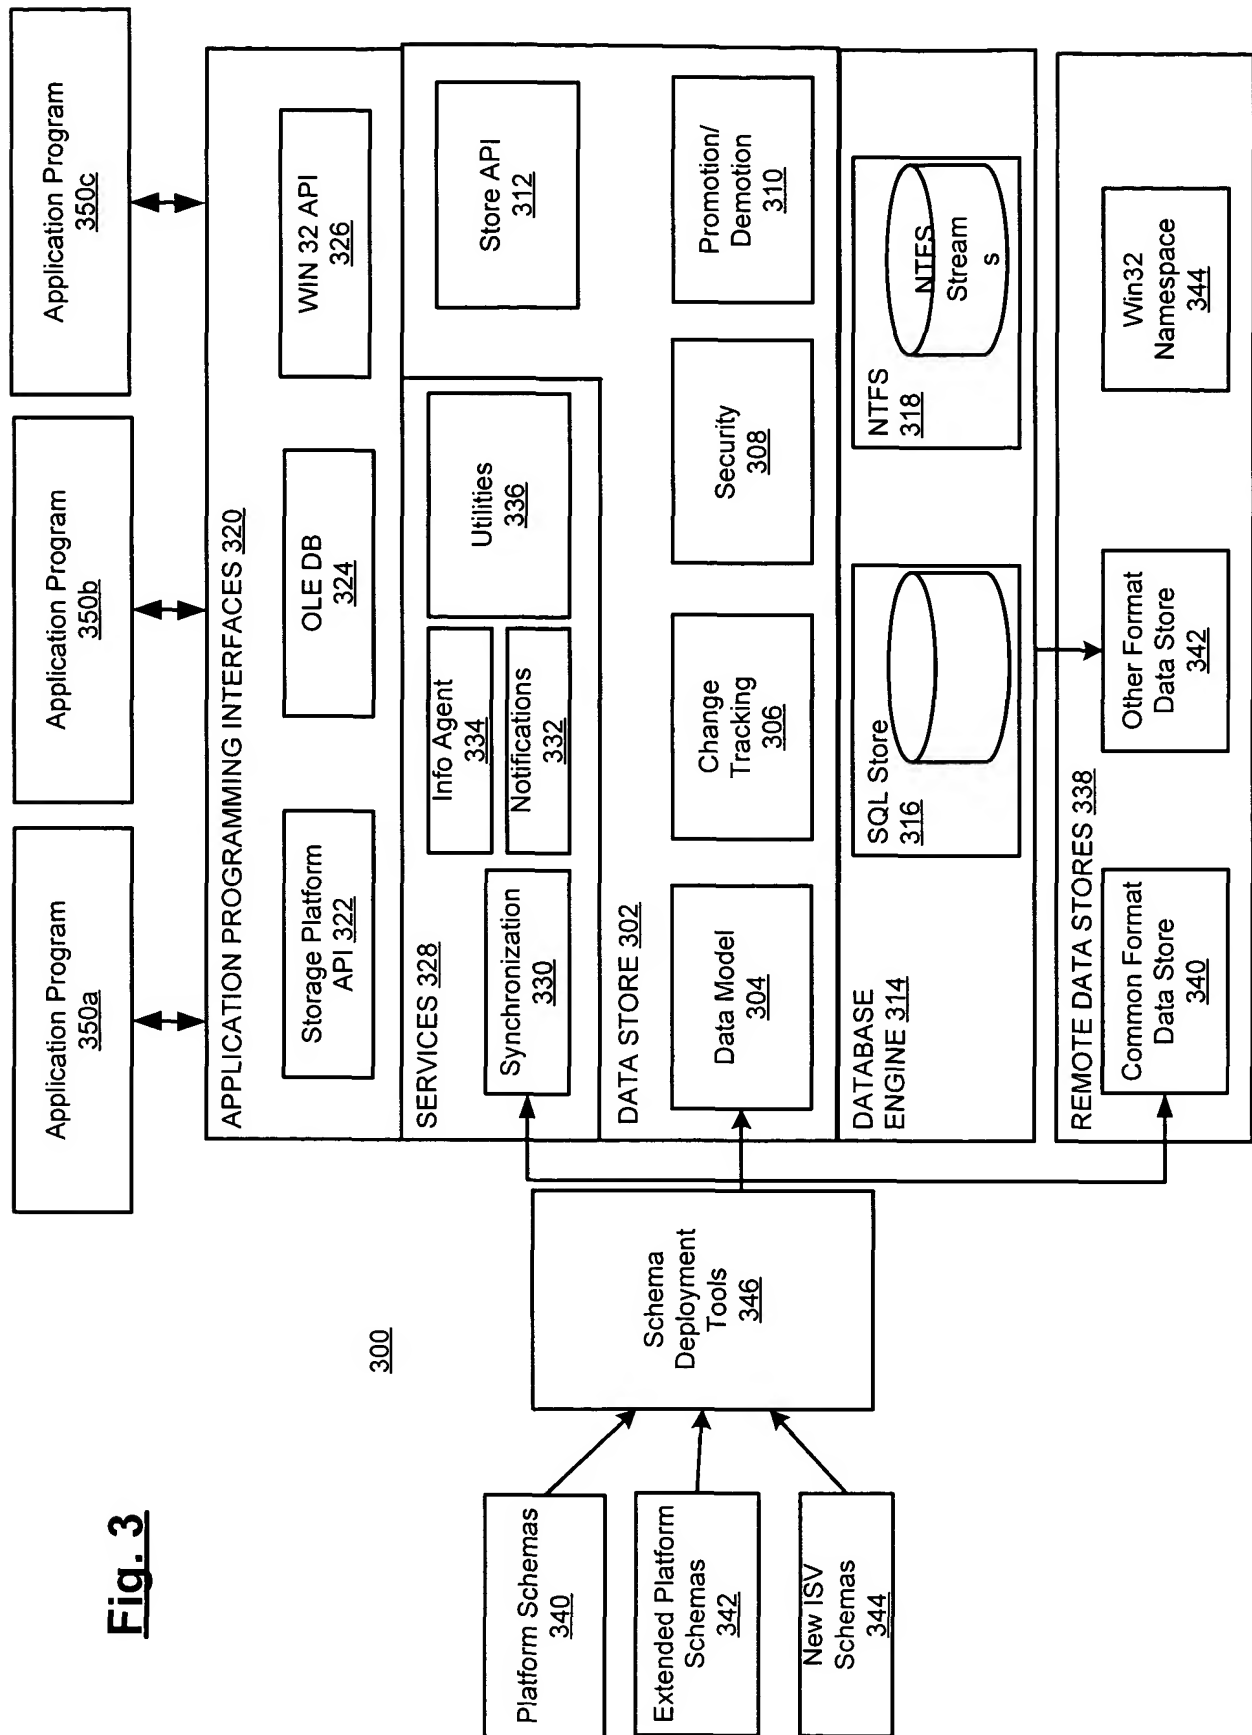 Application Program
350a
Application Program
350b
Application Program
350c
APPLICATION PROGRAMMING INTERFACES 320
Storage Platform
API 322
OLE DB
324
WIN 32 API
326
SERVICES 328
Synchronization
330
Info Agent
334
Notifications
332
Utilities
336
Store API
312
DATA STORE 302
Data Model
304
Change
Tracking
306
Security
308
Promotion/
Demotion
310
DATABASE
ENGINE 314
SQL Store
316
NTFS
318
NTFS
Stream
s
REMOTE DATA STORES 338
Common Format
Data Store
340
Other Format
Data Store
342
Win32
Namespace
344
300
Schema
Deployment
Tools
346
Platform Schemas
340
Extended Platform
Schemas
342
New ISV
Schemas
344
Fig. 3